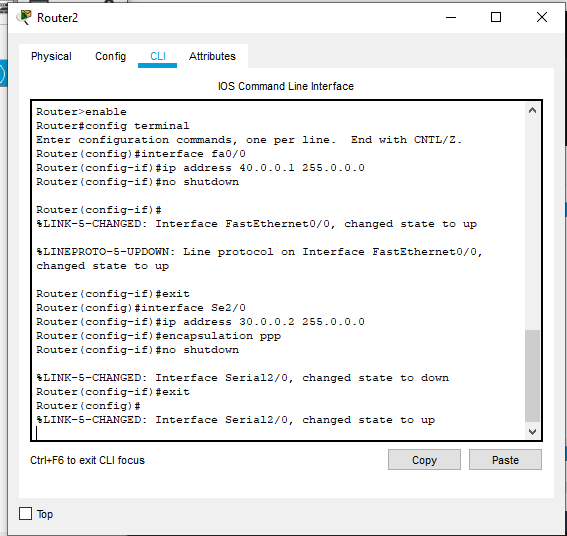 Router2
Physical Config CLI Attributes
IOS Command Line Interface
Router>enable
Router#config terminal
Enter configuration commands, one per line.  End with CNTL/Z.
Router(config)#interface fa0/0
Router(config-if)#ip address 40.0.0.1 255.0.0.0
Router(config-if)#no shutdown
Router(config-if)#
%LINK-5-CHANGED: Interface FastEthernet0/0, changed state to up
%LINEPROTO-5-UPDOWN: Line protocol on Interface FastEthernet0/0,
changed state to up
Router(config-if)#exit
Router(config)#interface Se2/0
Router(config-if)#ip address 30.0.0.2 255.0.0.0
Router(config-if)#encapsulation ppp
Router(config-if)#no shutdown
%LINK-5-CHANGED: Interface Serial2/0, changed state to down
Router(config-if)#exit
Router(config)#
%LINK-5-CHANGED: Interface Serial2/0, changed state to up
Ctrl+F6 to exit CLI focus
Copy Paste
Top